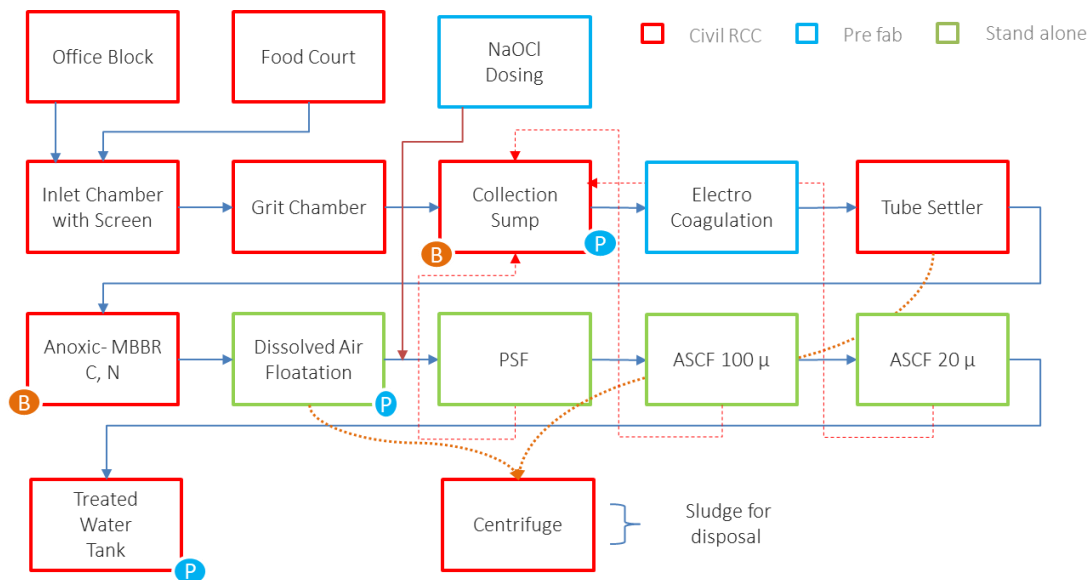 Office Block
Food Court
NaOCl
Dosing
Civil RCC
Pre fab
Stand alone
Inlet Chamber
with Screen
Grit Chamber
Collection
Sump
B
P
Electro
Coagulation
Tube Settler
Anoxic- MBBR
C, N
B
Dissolved Air
Floatation
P
PSF
ASCF 100 μ
ASCF 20 μ
Treated
Water
Tank
P
Centrifuge
Sludge for
disposal